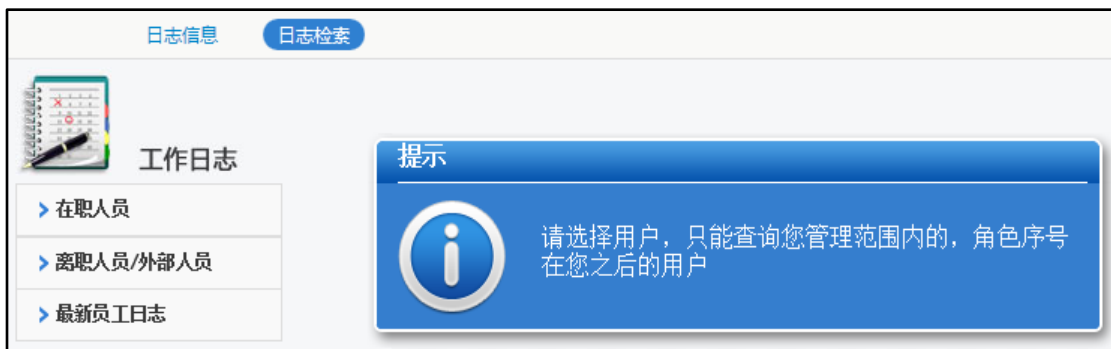 日志信息 日志检索
工作日志
在职人员
离职人员/外部人员
最新员工日志
提示
请选择用户，只能查询您管理范围内的，角色序号
在您之后的用户